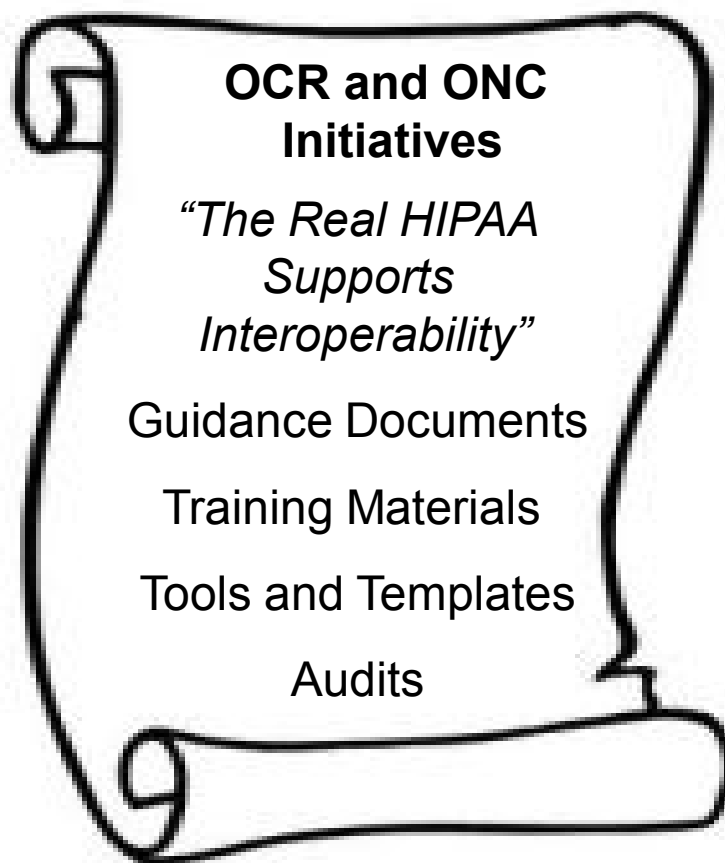 OCR and ONC
Initiatives
“The Real HIPAA
Supports
Interoperability”
Guidance Documents
Training Materials
Tools and Templates
Audits